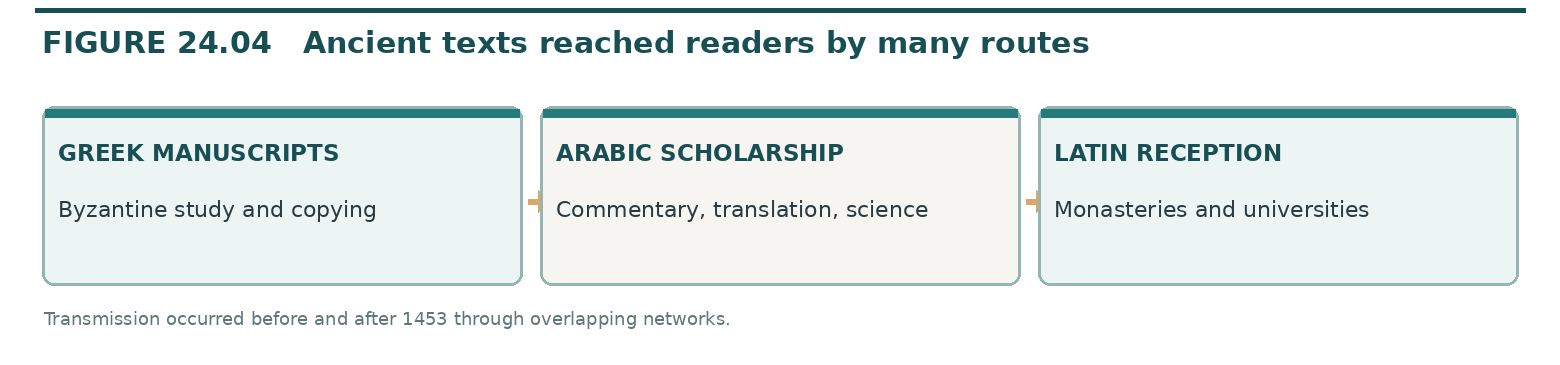 FIGURE 24.04 Ancient texts reached readers by many routes
GREEK MANUSCRIPTS
Byzantine study and copying
ARABIC SCHOLARSHIP
Commentary, translation, science
LATIN RECEPTION
Monasteries and universities
Transmission occurred before and after 1453 through overlapping networks.